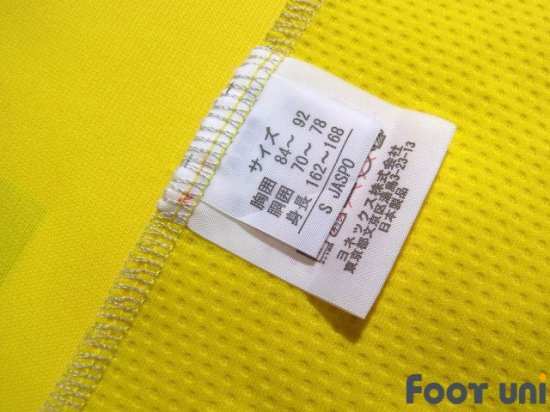 サイズ
胸囲 84～ 92
胴囲 70～ 78
身長 162～168
S JASPO
ヨネックス株式会社
東京都文京区湯島3-23-13
日本製品
Foot uni